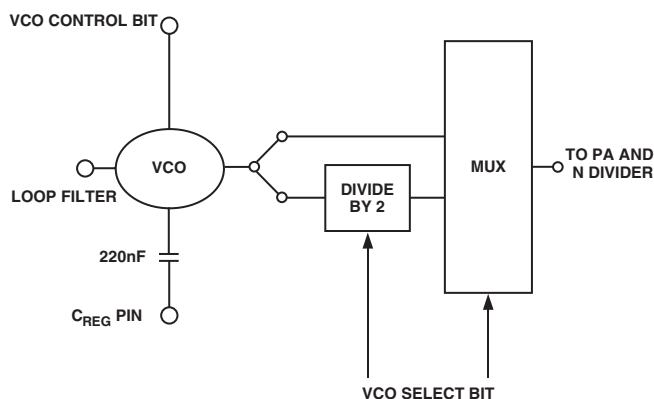 VCO CONTROL BIT
VCO
LOOP FILTER
220nF
CREG PIN
DIVIDE
BY 2
MUX
TO PA AND
N DIVIDER
VCO SELECT BIT